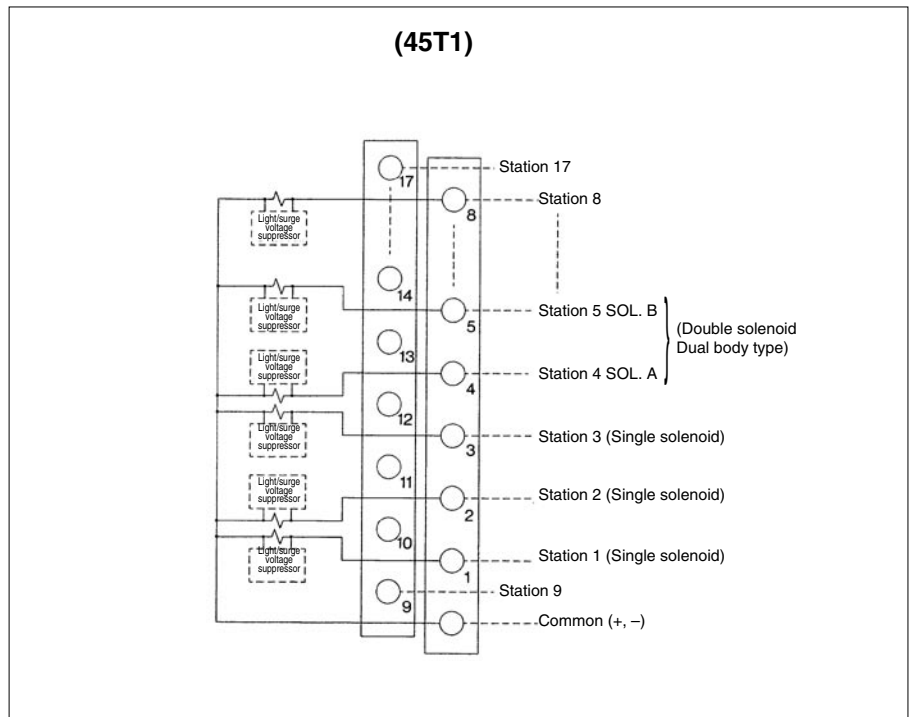 (45T1)
17
Station 17
Station 8
8
Light/surge
voltage
suppressor
14
Station 5 SOL. B
5
Light/surge
voltage
suppressor
(Double solenoid
Dual body type)
13
Light/surge
voltage
suppressor
Station 4 SOL. A
4
12
Light/surge
voltage
suppressor
Station 3 (Single solenoid)
3
11
Light/surge
voltage
suppressor
Station 2 (Single solenoid)
2
10
Light/surge
voltage
suppressor
Station 1 (Single solenoid)
1
9
Station 9
Common (+, –)